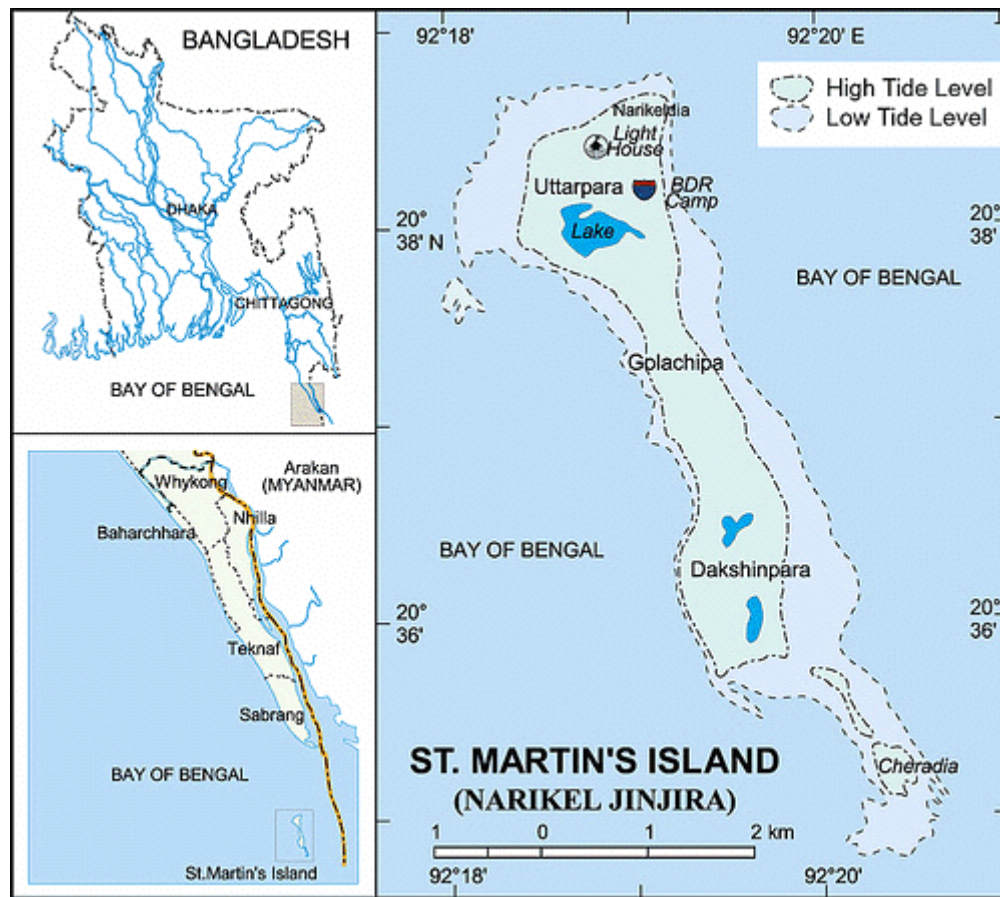 BANGLADESH
DHAKA
CHITTAGONG
BAY OF BENGAL
Whykong
Arakan
(MYANMAR)
Nhilla
Baharchhara
Teknaf
Sabrang
BAY OF BENGAL
St.Martin's Island
92°18'
92°20' E
High Tide Level
Low Tide Level
Narikeldia
Light
House
Uttarpara
BDR
Camp
20°
38' N
20°
38'
Lake
BAY OF BENGAL
Golachipa
BAY OF BENGAL
Dakshinpara
20°
36'
20°
36'
Cheradia
ST. MARTIN'S ISLAND
(NARIKEL JINJIRA)
1 0 1 2 km
92°18'
92°20'